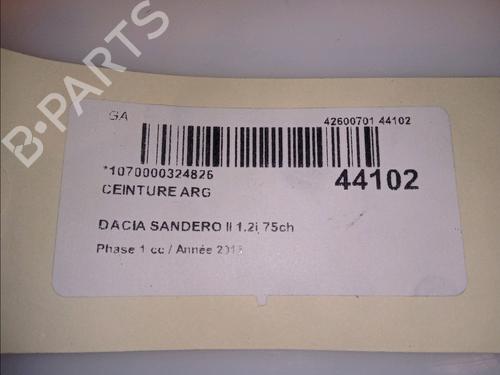 B-PARTS
GA
42600701 44102
*1070000324826
44102
CEINTURE ARG
DACIA SANDERO II 1.2i 75ch
Phase 1 cc / Année